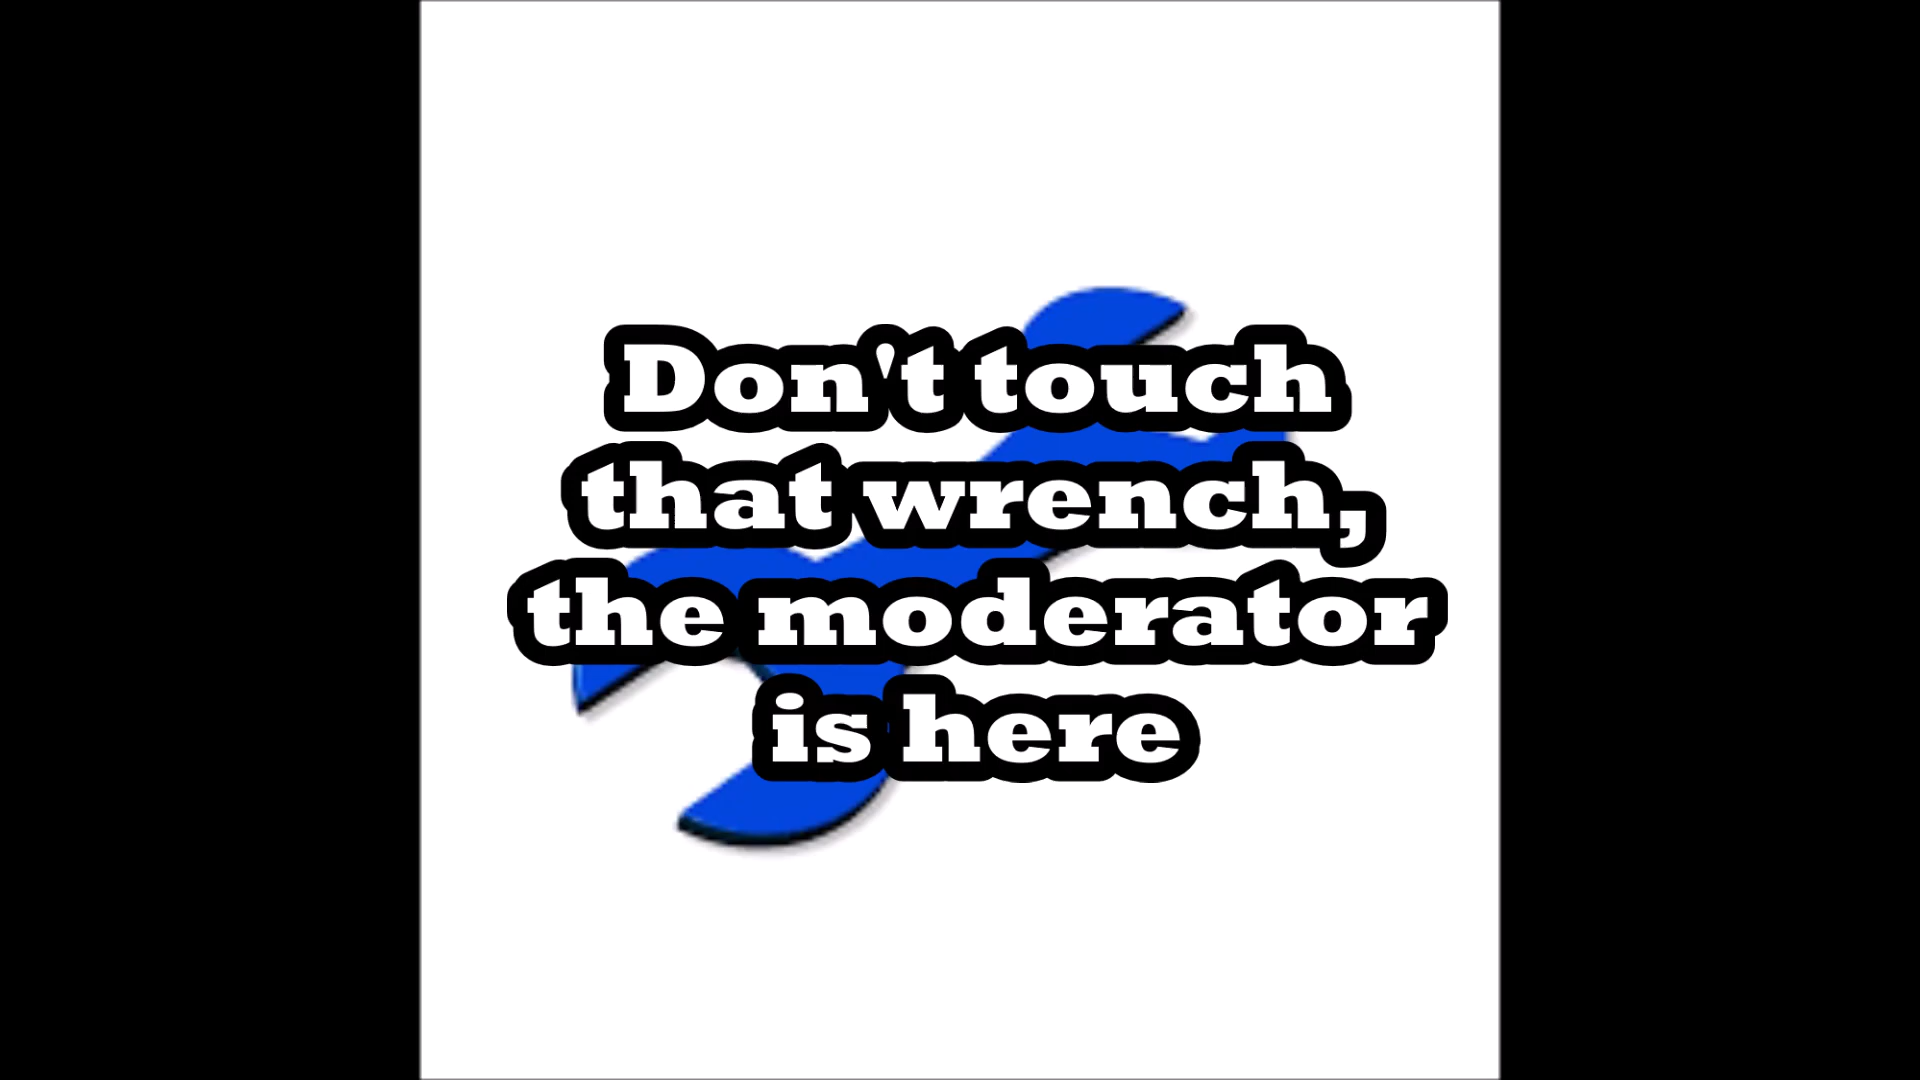 Don't touch
that wrench,
the moderator
is here